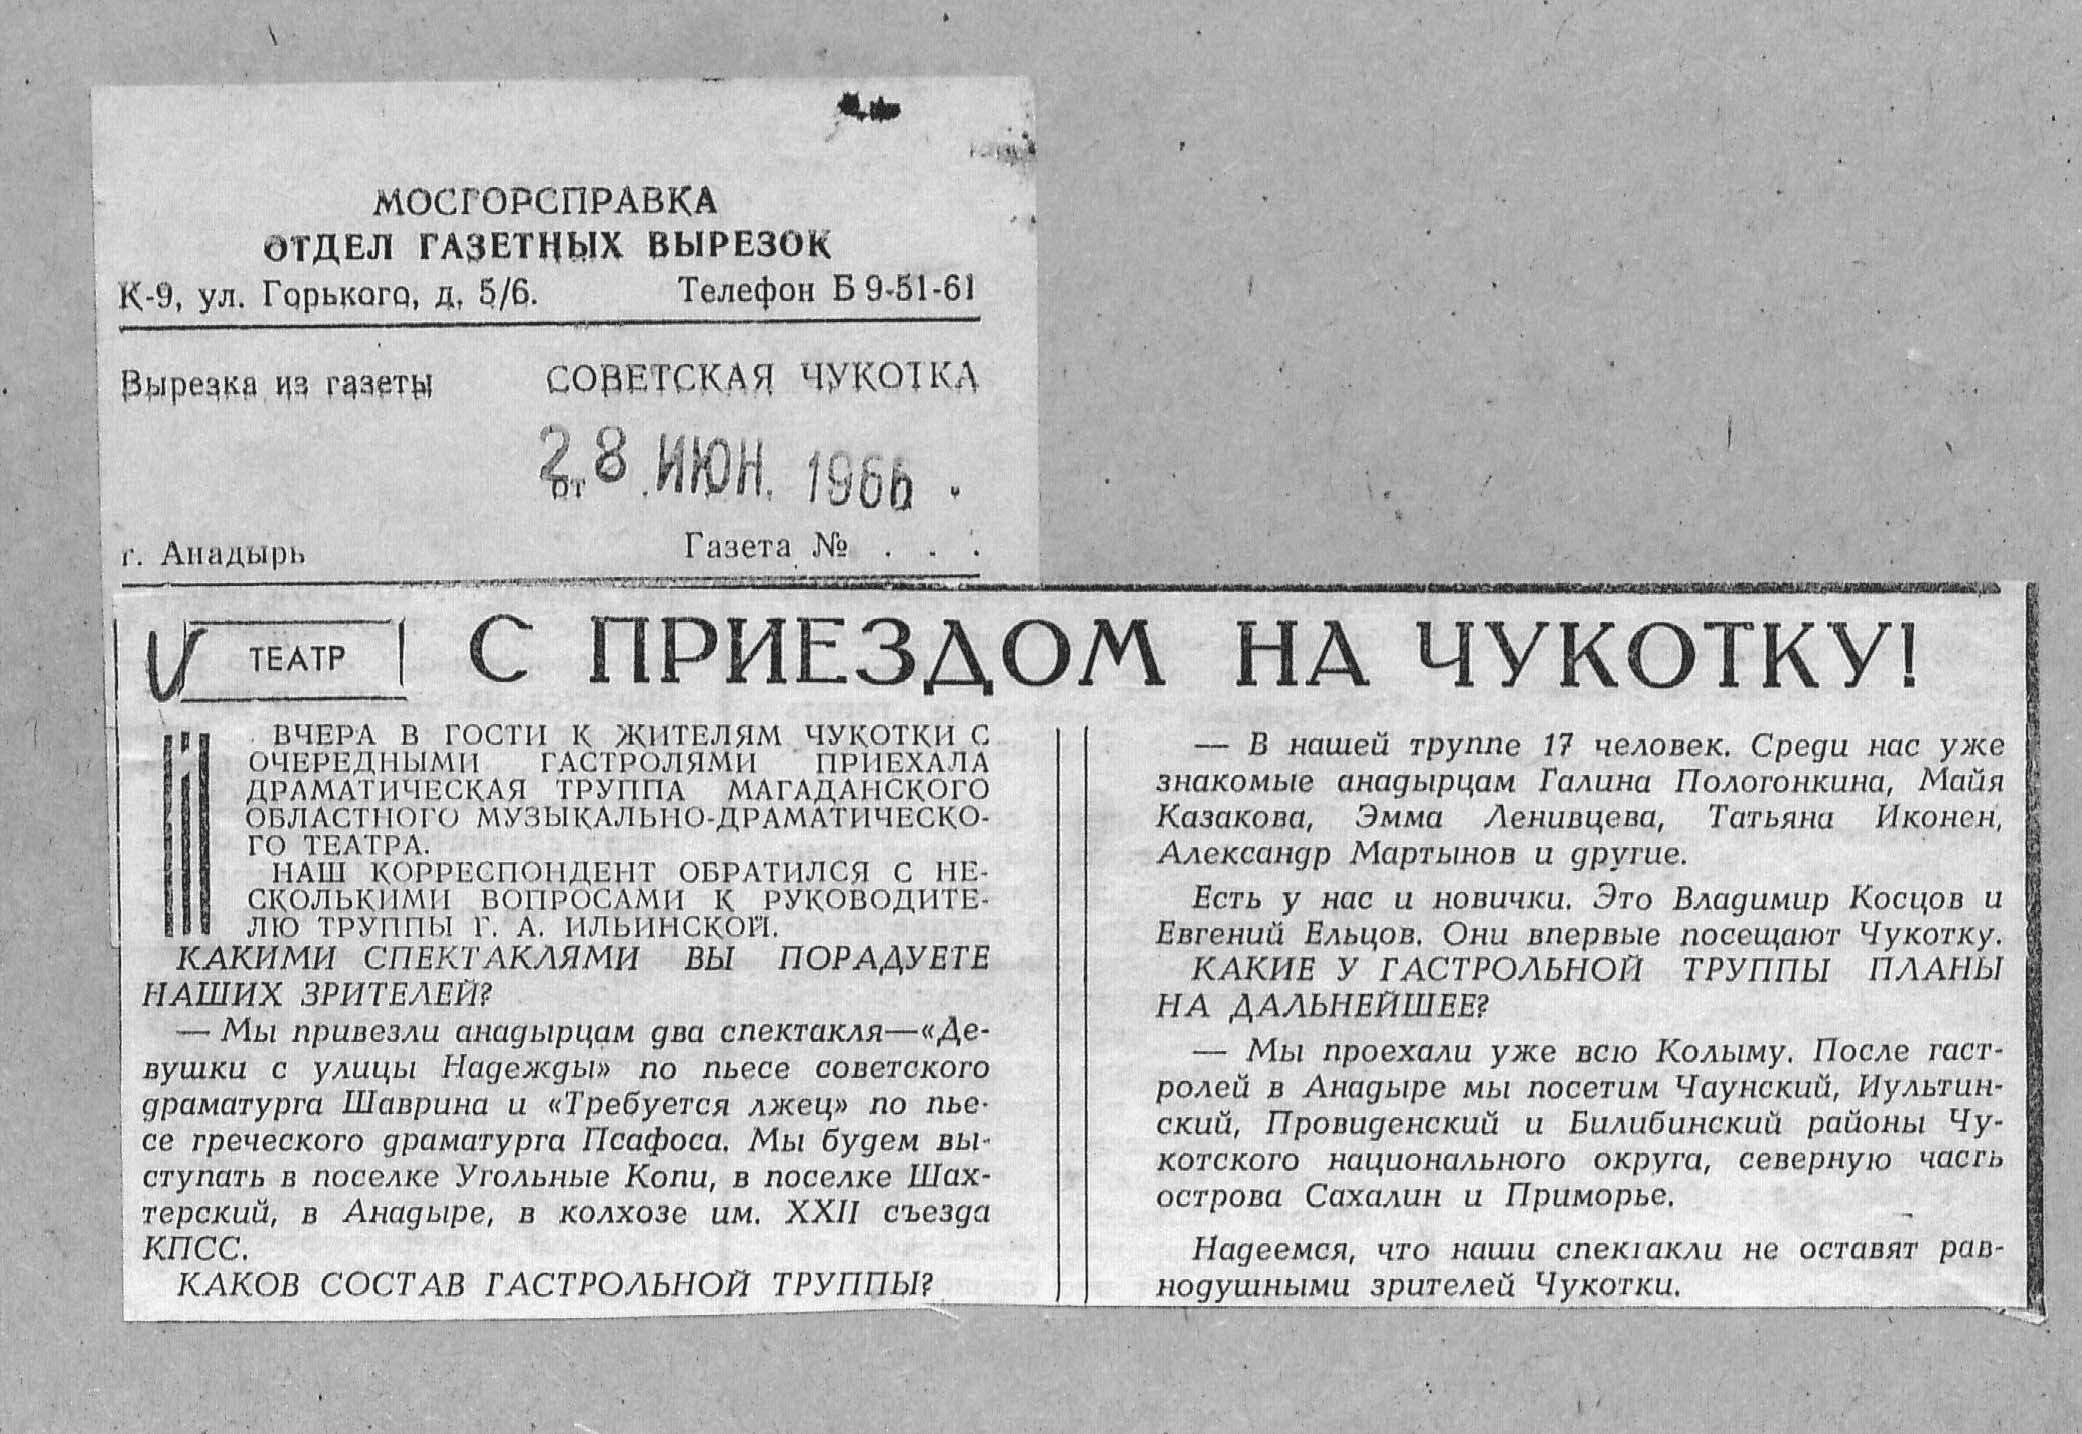 МОСГОРСПРАВКА
ОТДЕЛ ГАЗЕТНЫХ ВЫРЕЗОК
К-9, ул. Горького, д. 5/6. Телефон Б 9-51-61
Вырезка из газеты СОВЕТСКАЯ ЧУКОТКА
от 28 ИЮН. 1966
г. Анадырь Газета № . . .
ТЕАТР
С ПРИЕЗДОМ НА ЧУКОТКУ!
ВЧЕРА В ГОСТИ К ЖИТЕЛЯМ ЧУКОТКИ С
ОЧЕРЕДНЫМИ ГАСТРОЛЯМИ ПРИЕХАЛА
ДРАМАТИЧЕСКАЯ ТРУППА МАГАДАНСКОГО
ОБЛАСТНОГО МУЗЫКАЛЬНО-ДРАМАТИЧЕСКО-
ГО ТЕАТРА.
НАШ КОРРЕСПОНДЕНТ ОБРАТИЛСЯ С НЕ-
СКОЛЬКИМИ ВОПРОСАМИ К РУКОВОДИТЕ-
ЛЮ ТРУППЫ Г. А. ИЛЬИНСКОЙ.
КАКИМИ СПЕКТАКЛЯМИ ВЫ ПОРАДУЕТЕ
НАШИХ ЗРИТЕЛЕЙ?
— Мы привезли анадырцам два спектакля—«Де-
вушки с улицы Надежды» по пьесе советского
драматурга Шаврина и «Требуется лжец» по пье-
се греческого драматурга Псафоса. Мы будем вы-
ступать в поселке Угольные Копи, в поселке Шах-
терский, в Анадыре, в колхозе им. XXII съезда
КПСС.
КАКОВ СОСТАВ ГАСТРОЛЬНОЙ ТРУППЫ?
— В нашей труппе 17 человек. Среди нас уже
знакомые анадырцам Галина Пологонкина, Майя
Казакова, Эмма Ленивцева, Татьяна Иконен,
Александр Мартынов и другие.
Есть у нас и новички. Это Владимир Косцов и
Евгений Ельцов. Они впервые посещают Чукотку.
КАКИЕ У ГАСТРОЛЬНОЙ ТРУППЫ ПЛАНЫ
НА ДАЛЬНЕЙШЕЕ?
— Мы проехали уже всю Колыму. После гаст-
ролей в Анадыре мы посетим Чаунский, Иультин-
ский, Провиденский и Билибинский районы Чу-
котского национального округа, северную часть
острова Сахалин и Приморье.
Надеемся, что наши спектакли не оставят рав-
нодушными зрителей Чукотки.